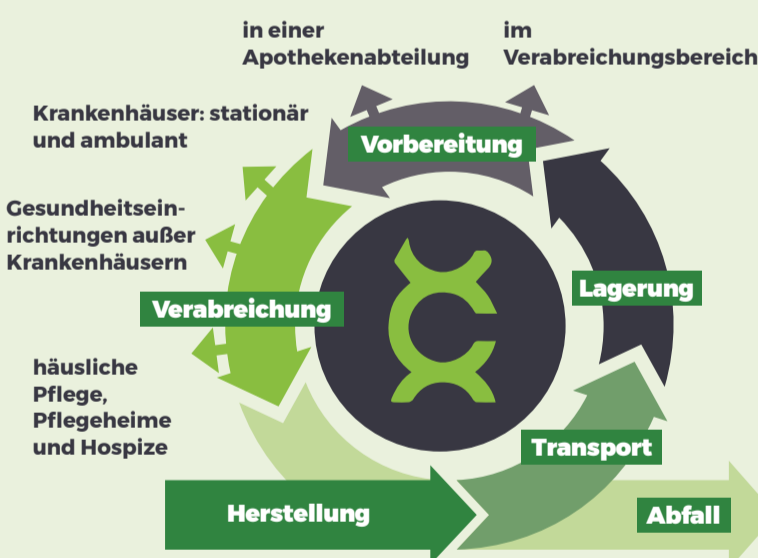 in einer
Apothekenabteilung
im
Verabreichungsbereich
Krankenhäuser: stationär
und ambulant
Vorbereitung
Gesundheitsein-
richtungen außer
Krankenhäusern
Lagerung
Verabreichung
häusliche
Pflege,
Pflegeheime
und Hospize
Transport
Herstellung
Abfall